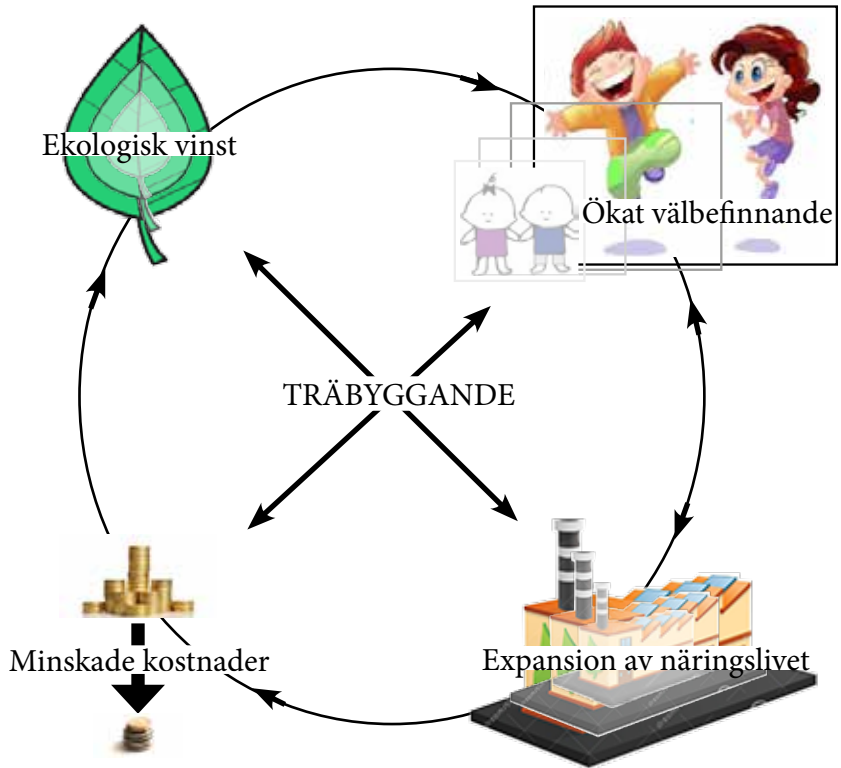 Ekologisk vinst
Ökat välbefinnande
TRÄBYGGANDE
Minskade kostnader
Expansion av näringslivet